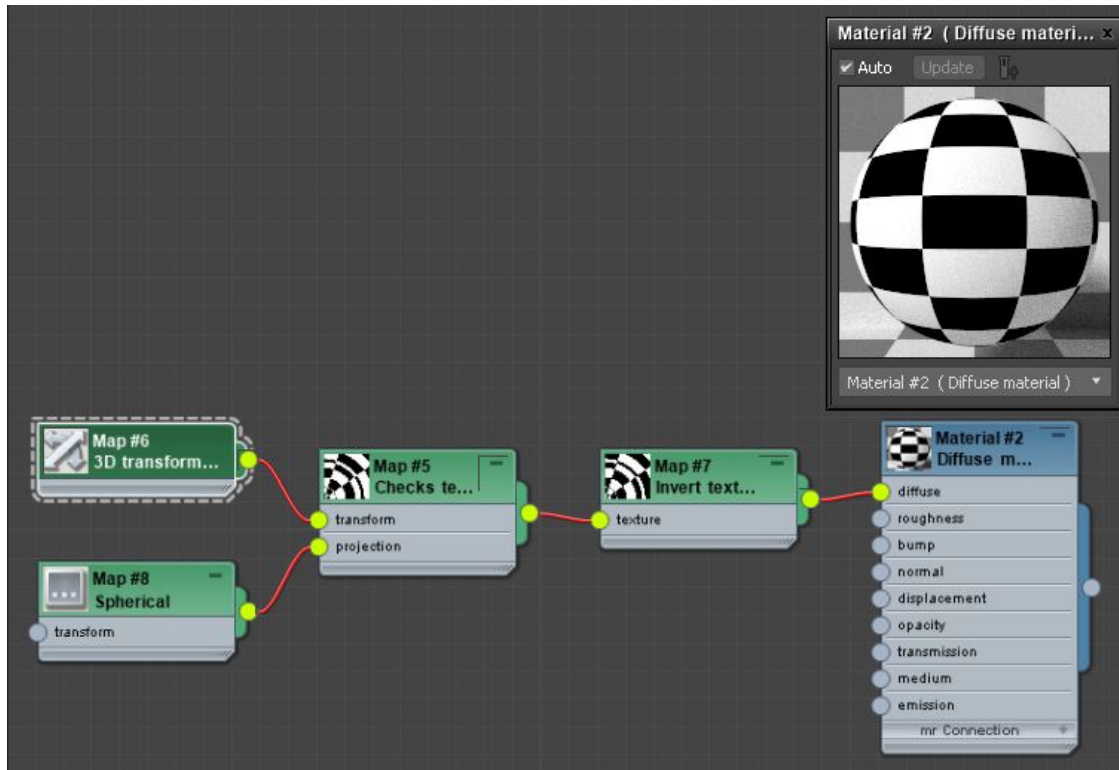 Material #2 ( Diffuse materi... ×
Auto Update
Material #2 ( Diffuse material )
Map #6
3D transform...
Map #5
Checks te...
transform
projection
Map #8
Spherical
transform
Map #7
Invert text...
texture
Material #2
Diffuse m...
diffuse
roughness
bump
normal
displacement
opacity
transmission
medium
emission
mr Connection +